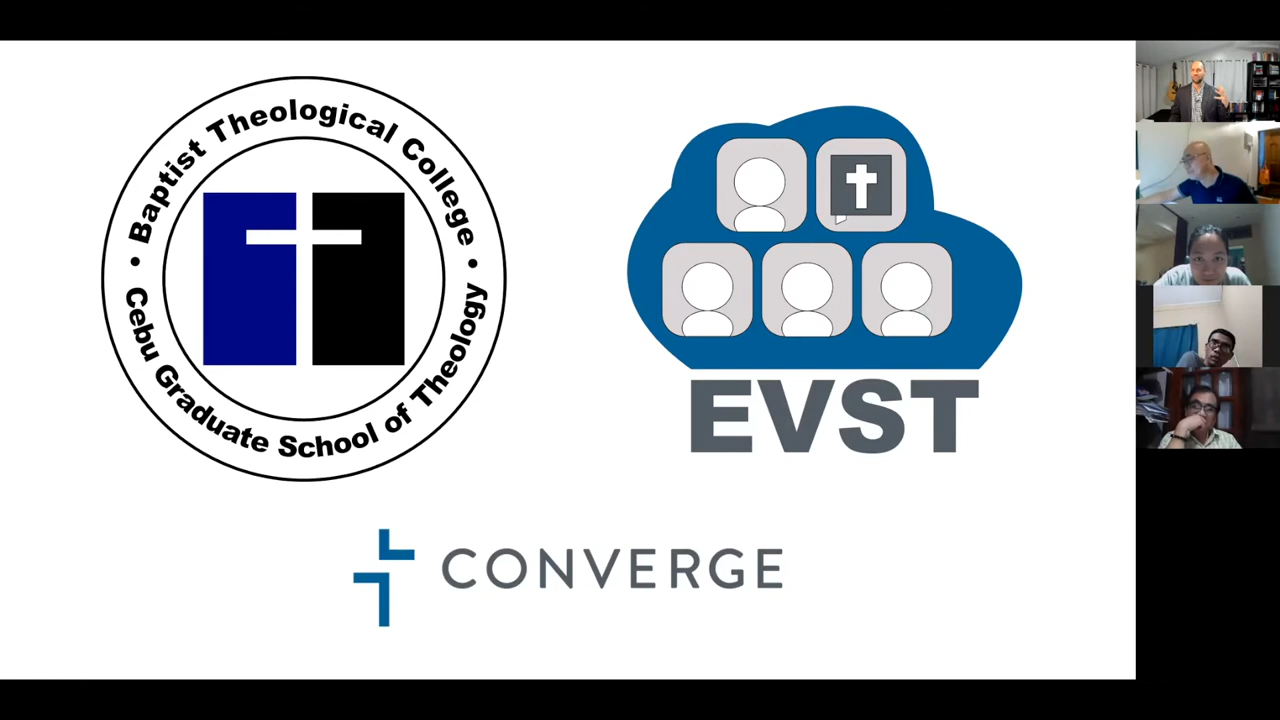 • Baptist Theological College •
Cebu Graduate School of Theology
EVST
CONVERGE